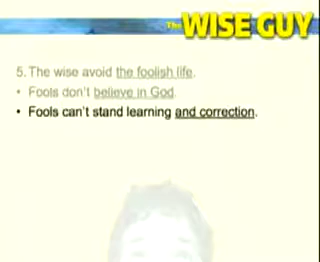 The WISE GUY
5. The wise avoid the foolish life.
• Fools don't believe in God.
• Fools can't stand learning and correction.